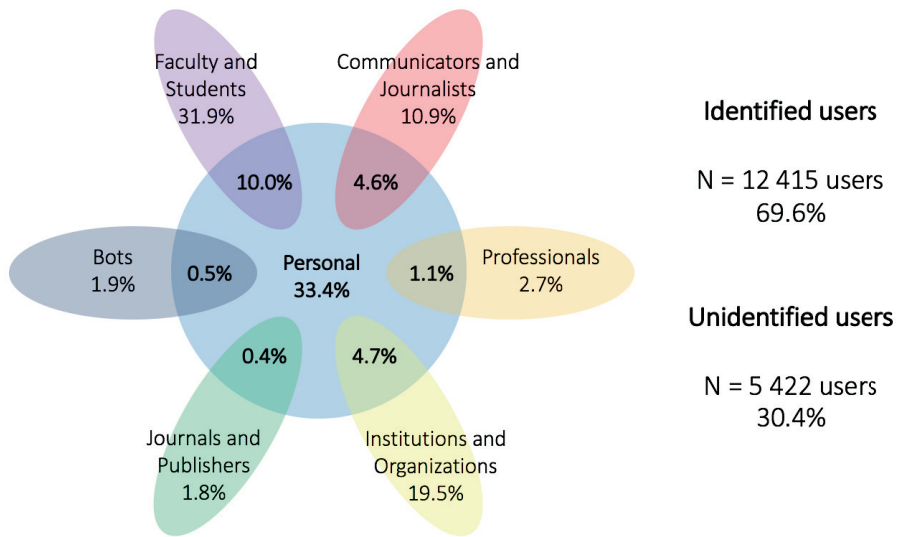 Faculty and
Students
31.9%
Communicators and
Journalists
10.9%
10.0%
4.6%
Bots
1.9%
0.5%
Personal
33.4%
1.1%
Professionals
2.7%
0.4%
4.7%
Journals and
Publishers
1.8%
Institutions and
Organizations
19.5%
Identified users
N = 12 415 users
69.6%
Unidentified users
N = 5 422 users
30.4%